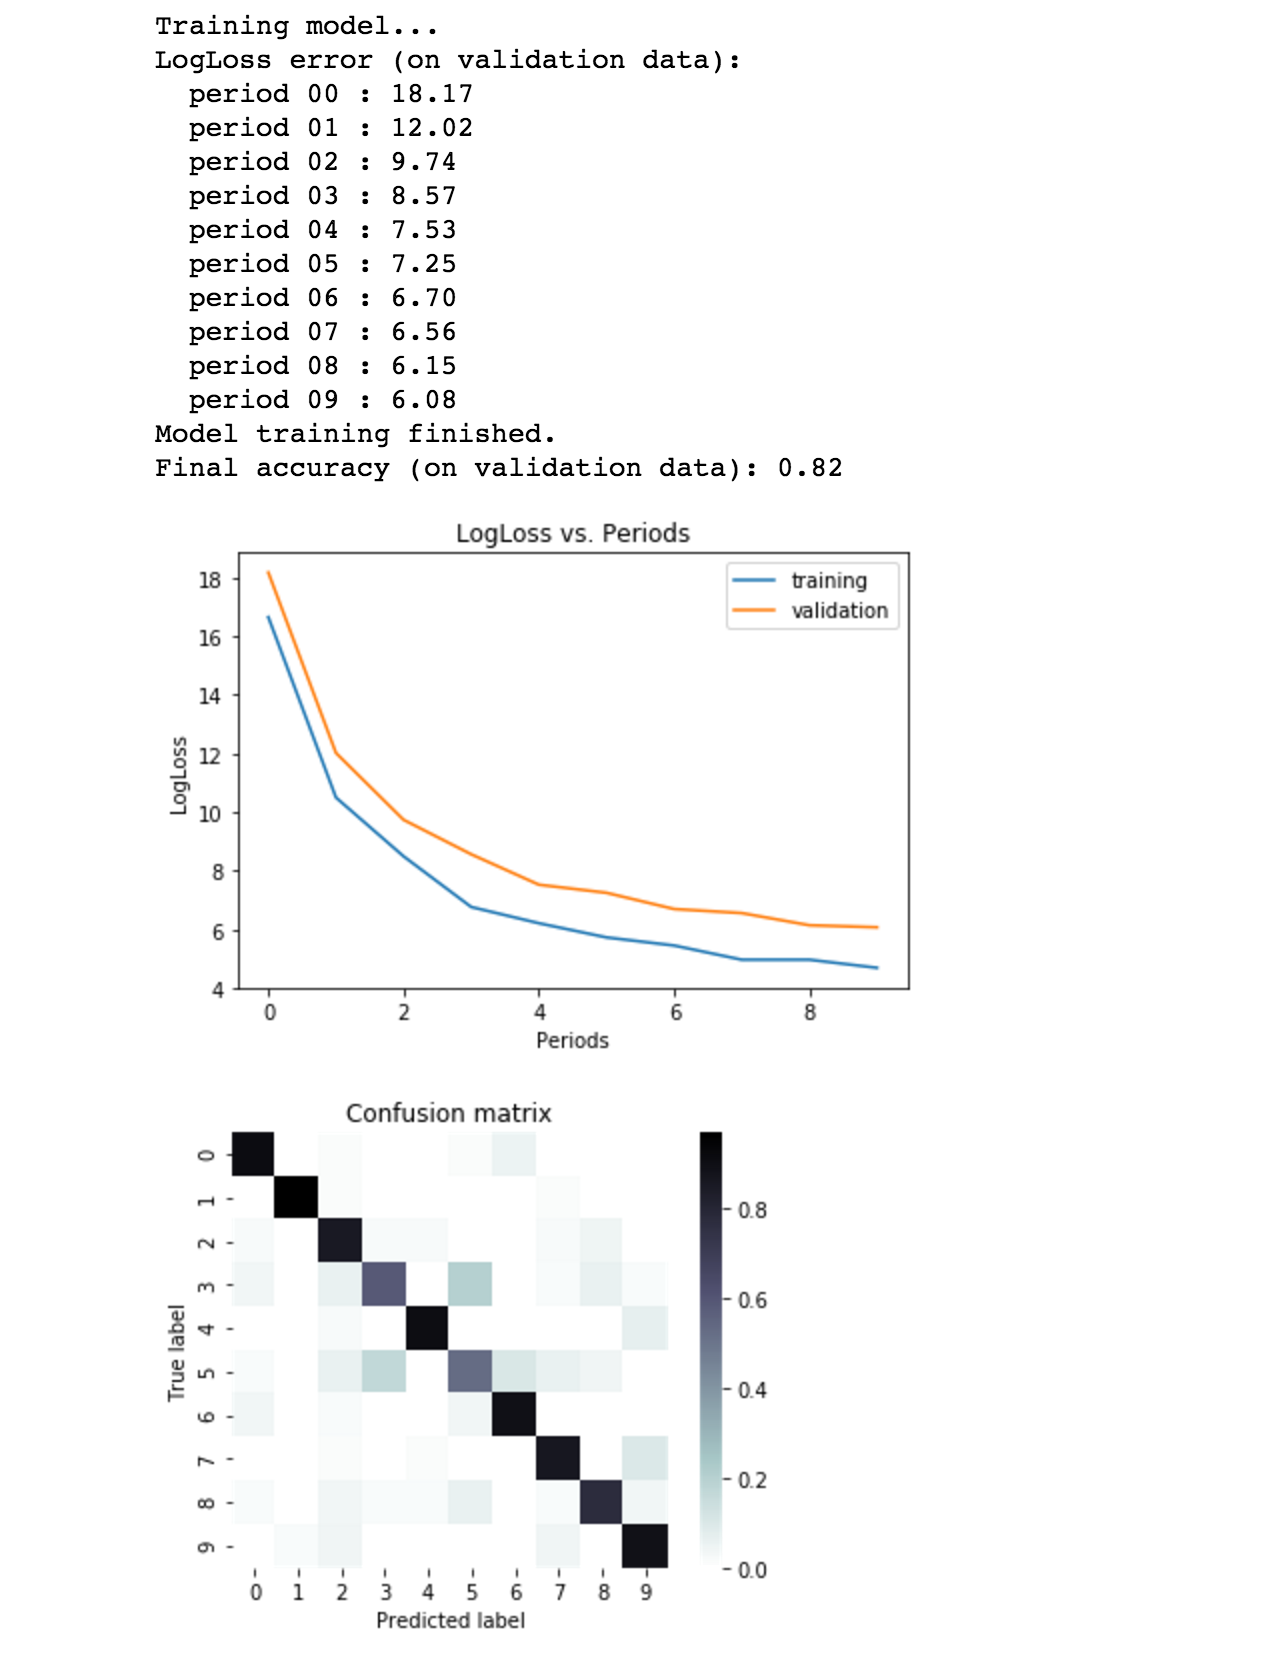 Training model...
LogLoss error (on validation data):
period 00 : 18.17
period 01 : 12.02
period 02 : 9.74
period 03 : 8.57
period 04 : 7.53
period 05 : 7.25
period 06 : 6.70
period 07 : 6.56
period 08 : 6.15
period 09 : 6.08
Model training finished.
Final accuracy (on validation data): 0.82
LogLoss vs. Periods
training
validation
18
16
14
12
10
8
6
4
LogLoss
0 2 4 6 8
Periods
Confusion matrix
0
1
2
3
4
5
6
7
8
9
True label
0 1 2 3 4 5 6 7 8 9
Predicted label
0.8
0.6
0.4
0.2
0.0